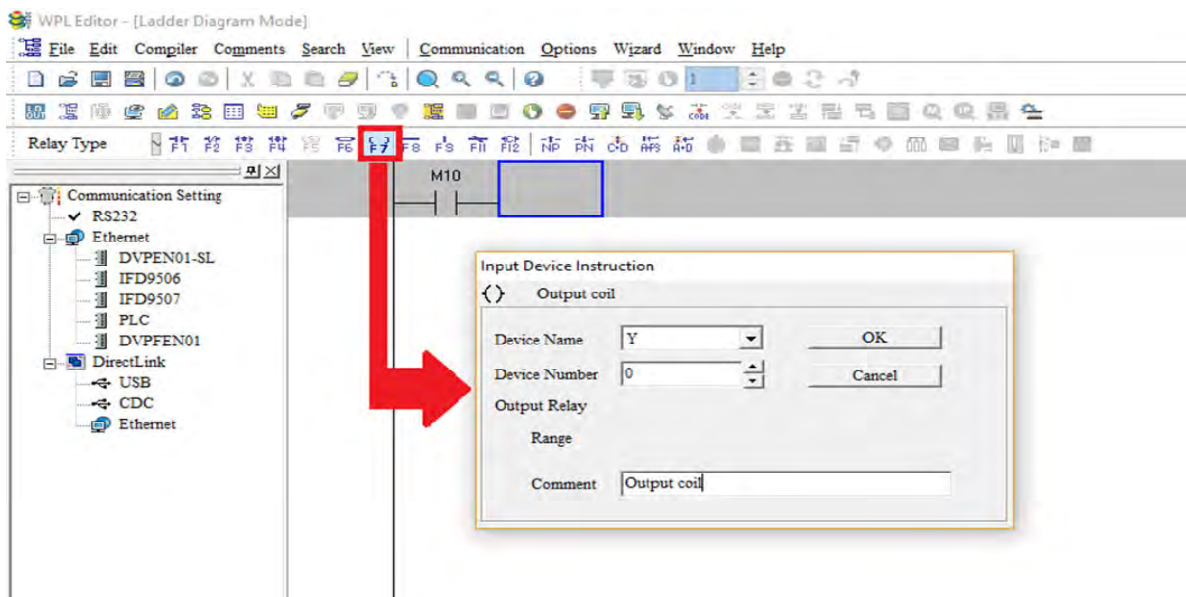 WPL Editor - [Ladder Diagram Mode]
File Edit Compiler Comments Search View Communication Options Wizard Window Help
1
Relay Type F1 F2 F3 F4 F5 F6 F7 F8 F9 F11 F12 NP PN
M10
Communication Setting
RS232
Ethernet
DVPEN01-SL
IFD9506
IFD9507
PLC
DVPFEN01
DirectLink
USB
CDC
Ethernet
Input Device Instruction
Output coil
Device Name Y OK
Device Number 0 Cancel
Output Relay
Range
Comment Output coil